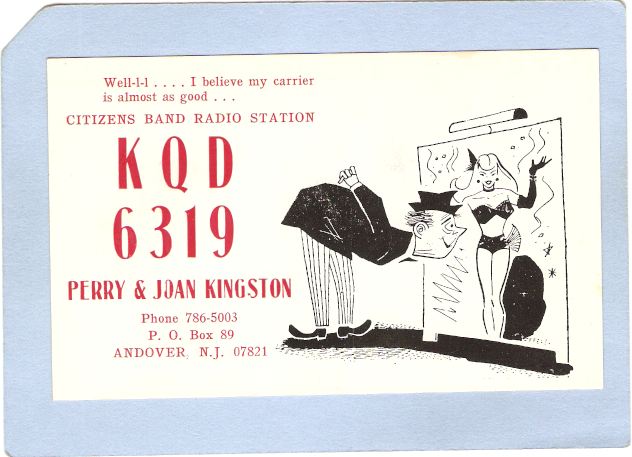 Well-l-l . . . . I believe my carrier
is almost as good . . .
CITIZENS BAND RADIO STATION
KQD
6319
PERRY & JOAN KINGSTON
Phone 786-5003
P. O. Box 89
ANDOVER, N.J. 07821